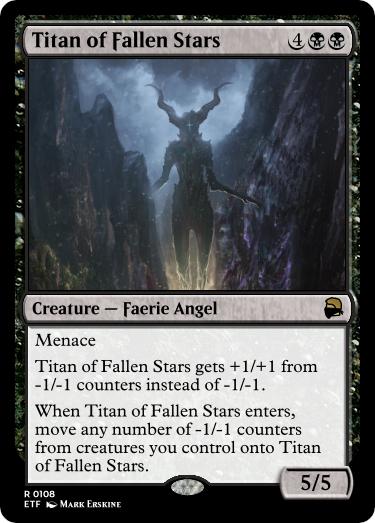 Titan of Fallen Stars 4
Creature — Faerie Angel
Menace
Titan of Fallen Stars gets +1/+1 from
-1/-1 counters instead of -1/-1.
When Titan of Fallen Stars enters,
move any number of -1/-1 counters
from creatures you control onto Titan
of Fallen Stars.
5/5
R 0108
ETF Mark Erskine